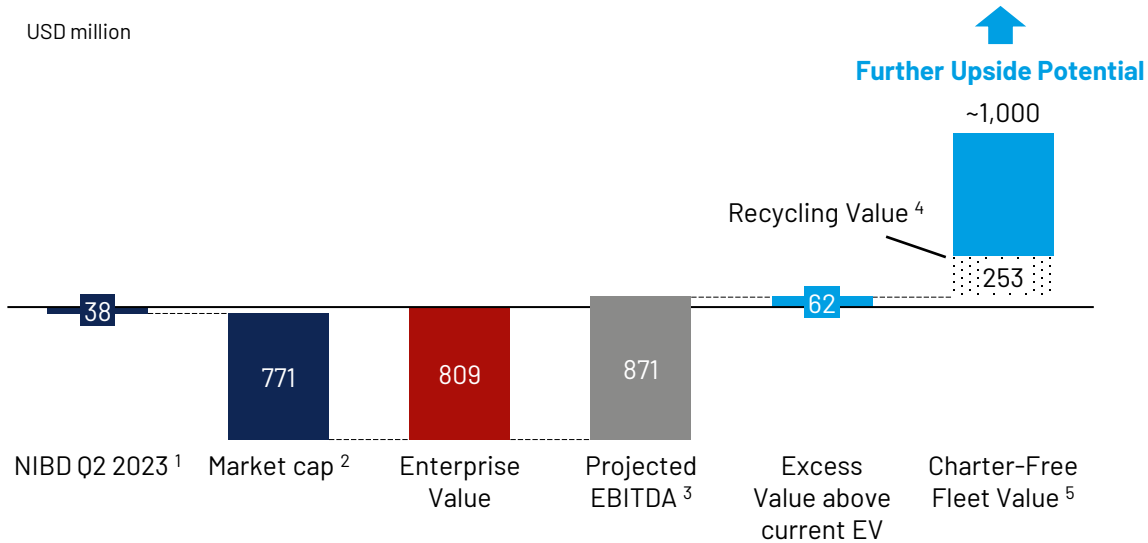 USD million
Further Upside Potential
~1,000
Recycling Value 4
253
38
62
771
809
871
NIBD Q2 2023 1
Market cap 2
Enterprise
Value
Projected
EBITDA 3
Excess
Value above
current EV
Charter-Free
Fleet Value 5